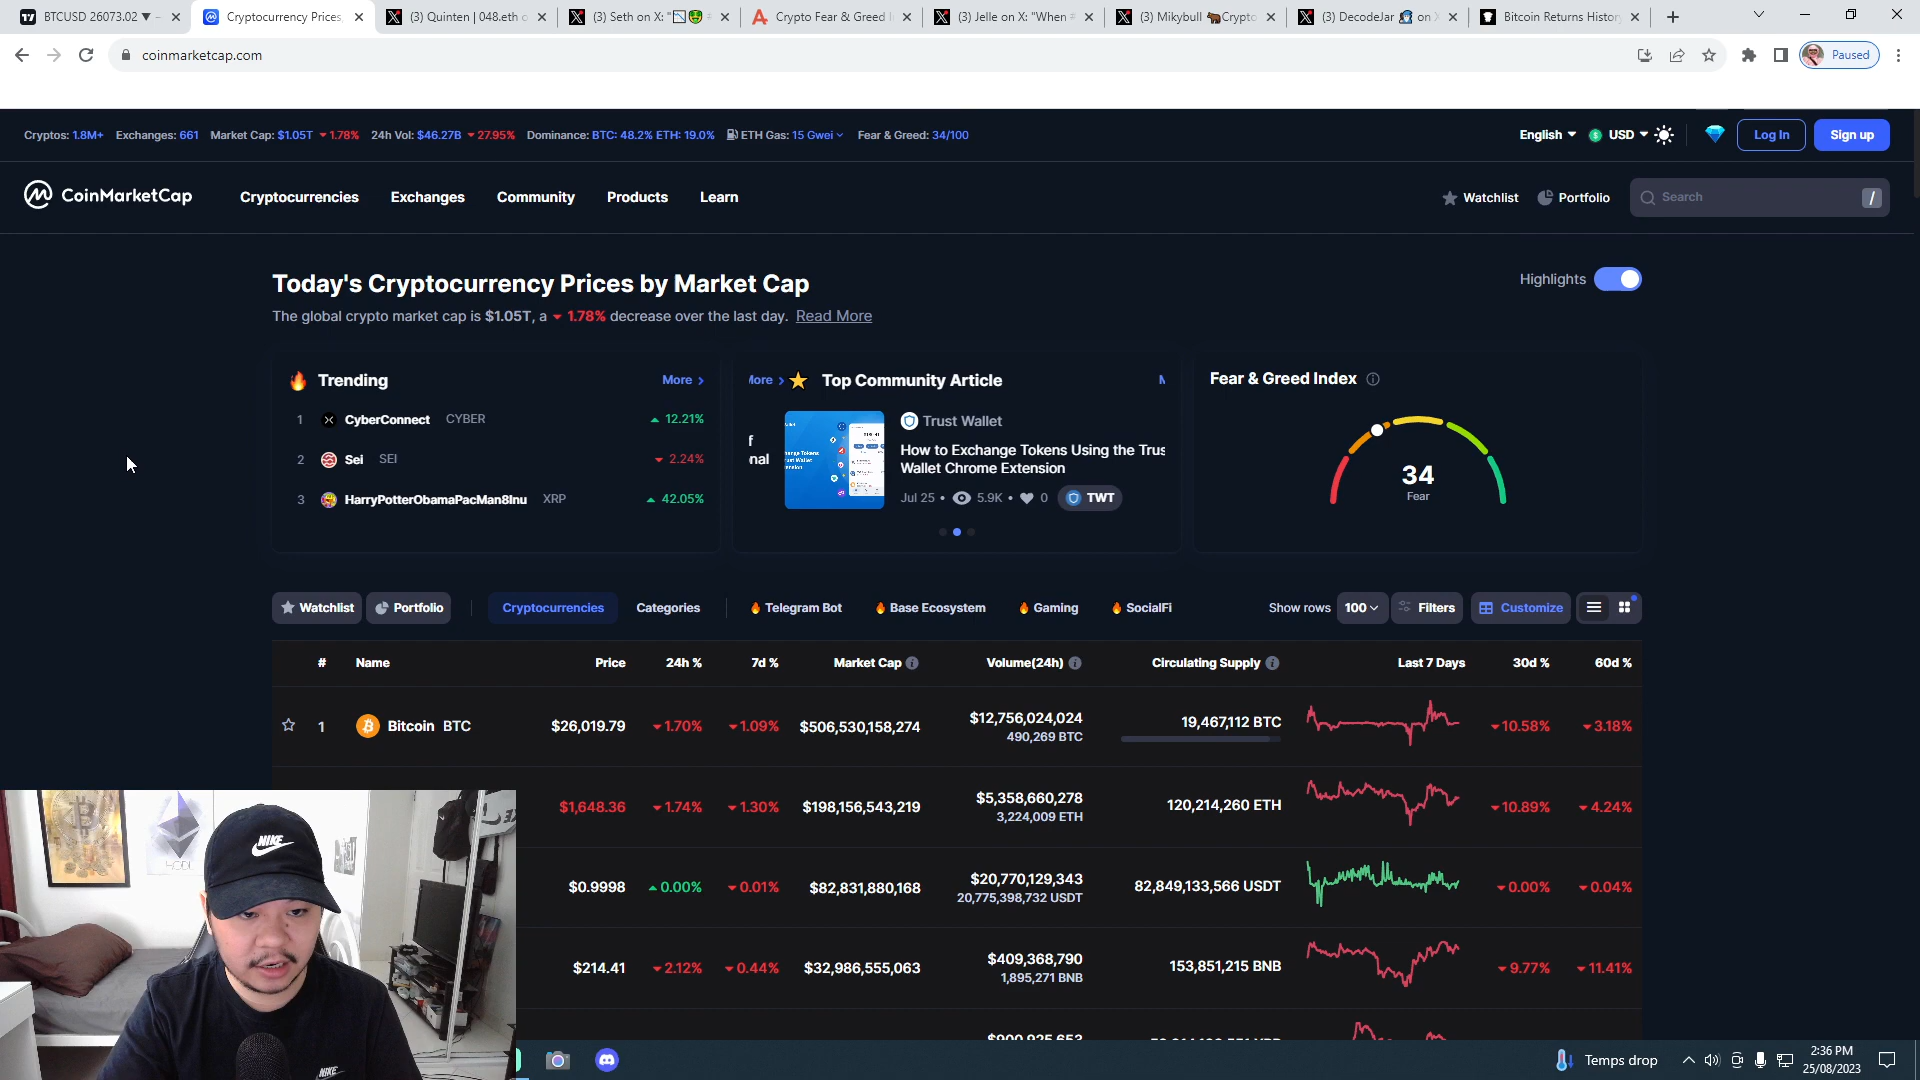 BTCUSD 26073.02 ▼ −
Cryptocurrency Prices,
(3) Quinten | 048.eth o
(3) Seth on X: "
Crypto Fear & Greed I
(3) Jelle on X: "When
(3) Mikybull Crypto
(3) DecodeJar on X
Bitcoin Returns History
coinmarketcap.com
Paused
Cryptos: 1.8M+ Exchanges: 661 Market Cap: $1.05T 1.78% 24h Vol: $46.27B 27.95% Dominance: BTC: 48.2% ETH: 19.0% ETH Gas: 15 Gwei Fear & Greed: 34/100
English USD Log In Sign up
CoinMarketCap Cryptocurrencies Exchanges Community Products Learn
Watchlist Portfolio Search /
Today's Cryptocurrency Prices by Market Cap
Highlights
The global crypto market cap is $1.05T, a 1.78% decrease over the last day. Read More
Trending More
1 CyberConnect CYBER 12.21%
2 Sei SEI 2.24%
3 HarryPotterObamaPacMan8Inu XRP 42.05%
More Top Community Article M
Trust Wallet
How to Exchange Tokens Using the Trus
Wallet Chrome Extension
Jul 25 • 5.9K • 0 TWT
Fear & Greed Index
34
Fear
Watchlist Portfolio Cryptocurrencies Categories Telegram Bot Base Ecosystem Gaming SocialFi
Show rows 100 Filters Customize
# Name Price 24h % 7d % Market Cap Volume(24h) Circulating Supply Last 7 Days 30d % 60d %
1 Bitcoin BTC $26,019.79 1.70% 1.09% $506,530,158,274 $12,756,024,024 19,467,112 BTC 10.58% 3.18%
490,269 BTC
$1,648.36 1.74% 1.30% $198,156,543,219 $5,358,660,278 120,214,260 ETH 10.89% 4.24%
3,224,009 ETH
$0.9998 0.00% 0.01% $82,831,880,168 $20,770,129,343 82,849,133,566 USDT 0.00% 0.04%
20,775,398,732 USDT
$214.41 2.12% 0.44% $32,986,555,063 $409,368,790 153,851,215 BNB 9.77% 11.41%
1,895,271 BNB
NIKE
NIKE
Temps drop
2:36 PM
25/08/2023